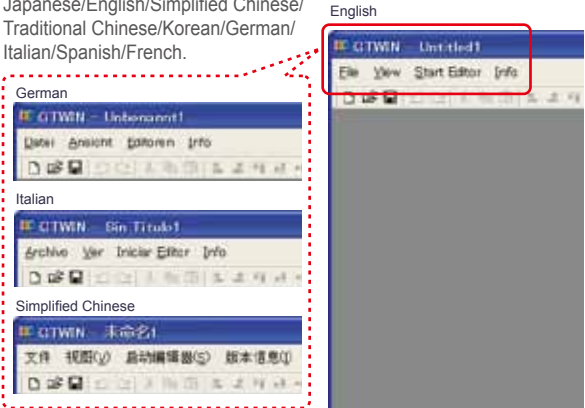 Japanese/English/Simplified Chinese/
Traditional Chinese/Korean/German/
Italian/Spanish/French.
English
GTWIN - Untitled1
File View Start Editor Info
German
GTWIN - Unbenannt1
Datei Ansicht Editoren Info
Italian
GTWIN - Sin Titulo1
Archivo Ver Iniciar Editor Info
Simplified Chinese
GTWIN - 未命名1
文件 视图(V) 启动编辑器(S) 版本信息(I)